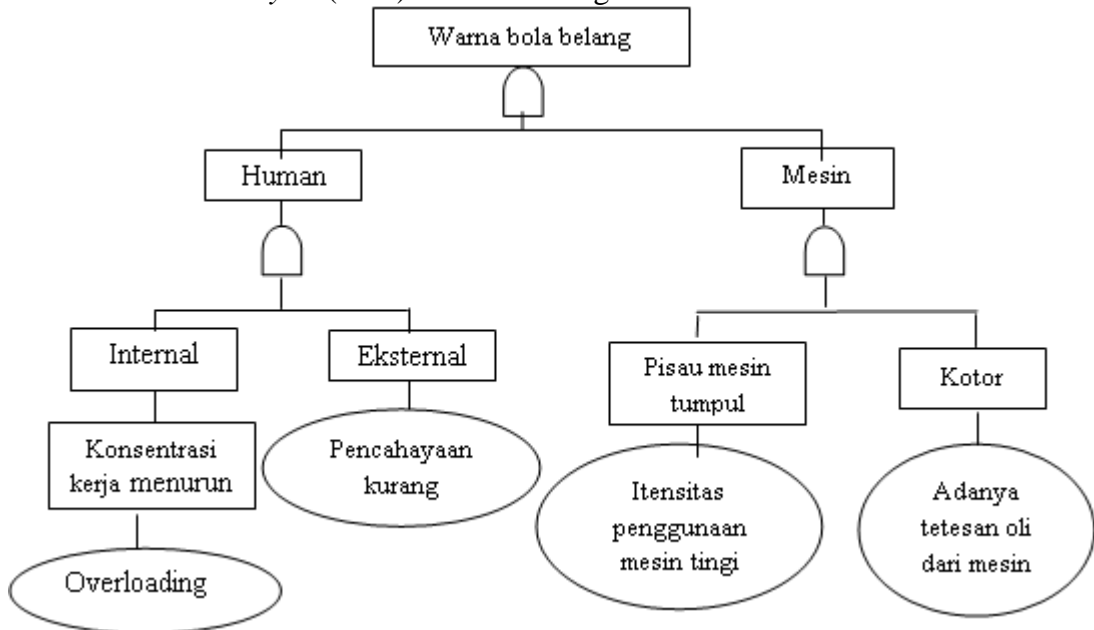 Warna bola belang
Human
Mesin
Internal
Eksternal
Pisau mesin
tumpul
Kotor
Konsentrasi
kerja menurun
Pencahayaan
kurang
Itensitas
penggunaan
mesin tingi
Adanya
tetesan oli
dari mesin
Overloading